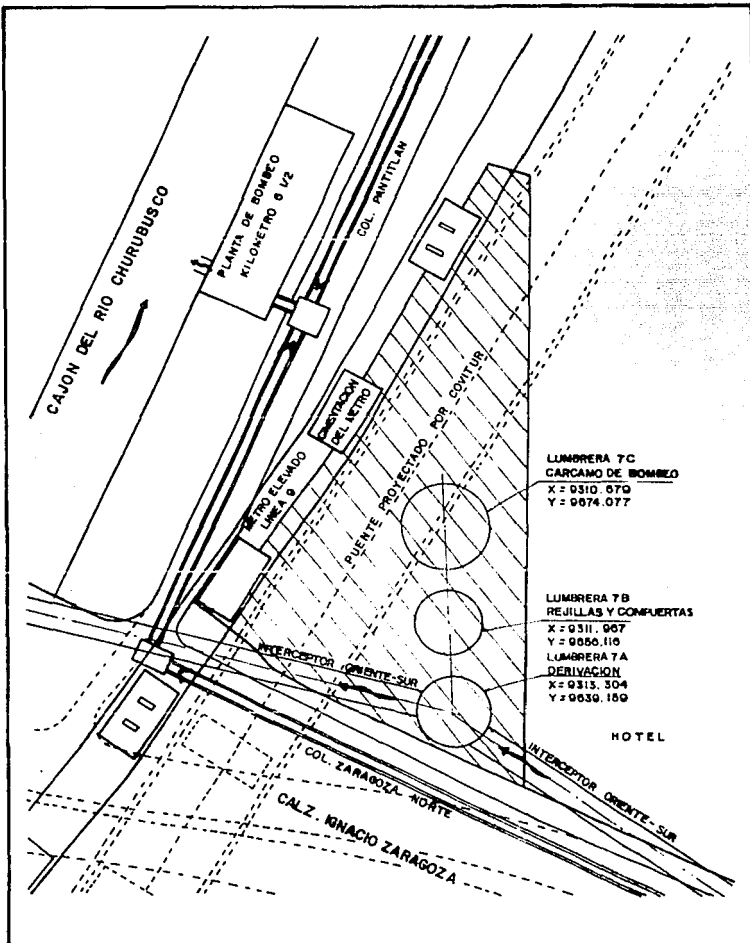 CAJON DEL RIO CHURUBUSCO
PLANTA DE BOMBEO
KILOMETRO 6 1/2
COL. PANTITLAN
CIMENTACION
DEL METRO
METRO ELEVADO
LINEA 9
PUENTE PROYECTADO POR COVITUR
LUMBRERA 7C
CARCAMO DE BOMBEO
X = 9310.679
Y = 9674.077
LUMBRERA 7B
REJILLAS Y COMPUERTAS
X = 9311.967
Y = 9656.116
LUMBRERA 7A
DERIVACION
X = 9313.304
Y = 9639.189
HOTEL
INTERCEPTOR ORIENTE-SUR
INTERCEPTOR ORIENTE-SUR
COL. ZARAGOZA NORTE
CALZ. IGNACIO ZARAGOZA